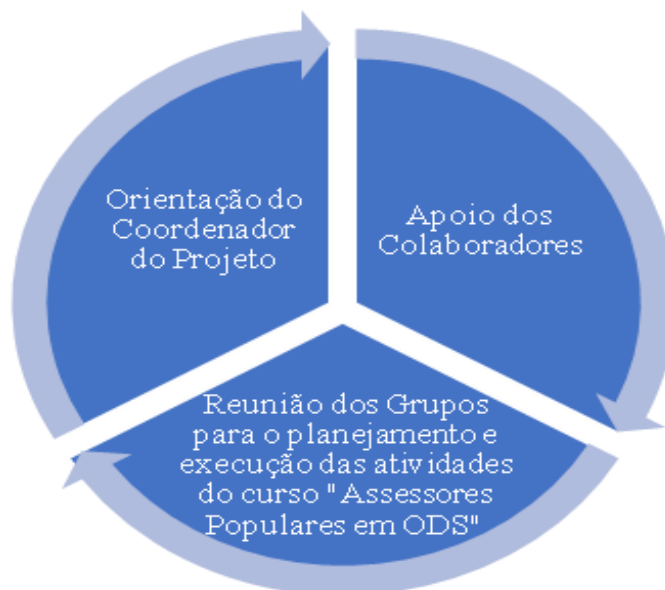 Orientação do
Coordenador
do Projeto
Apoio dos
Colaboradores
Reunião dos Grupos
para o planejamento e
execução das atividades
do curso "Assessores
Populares em ODS"